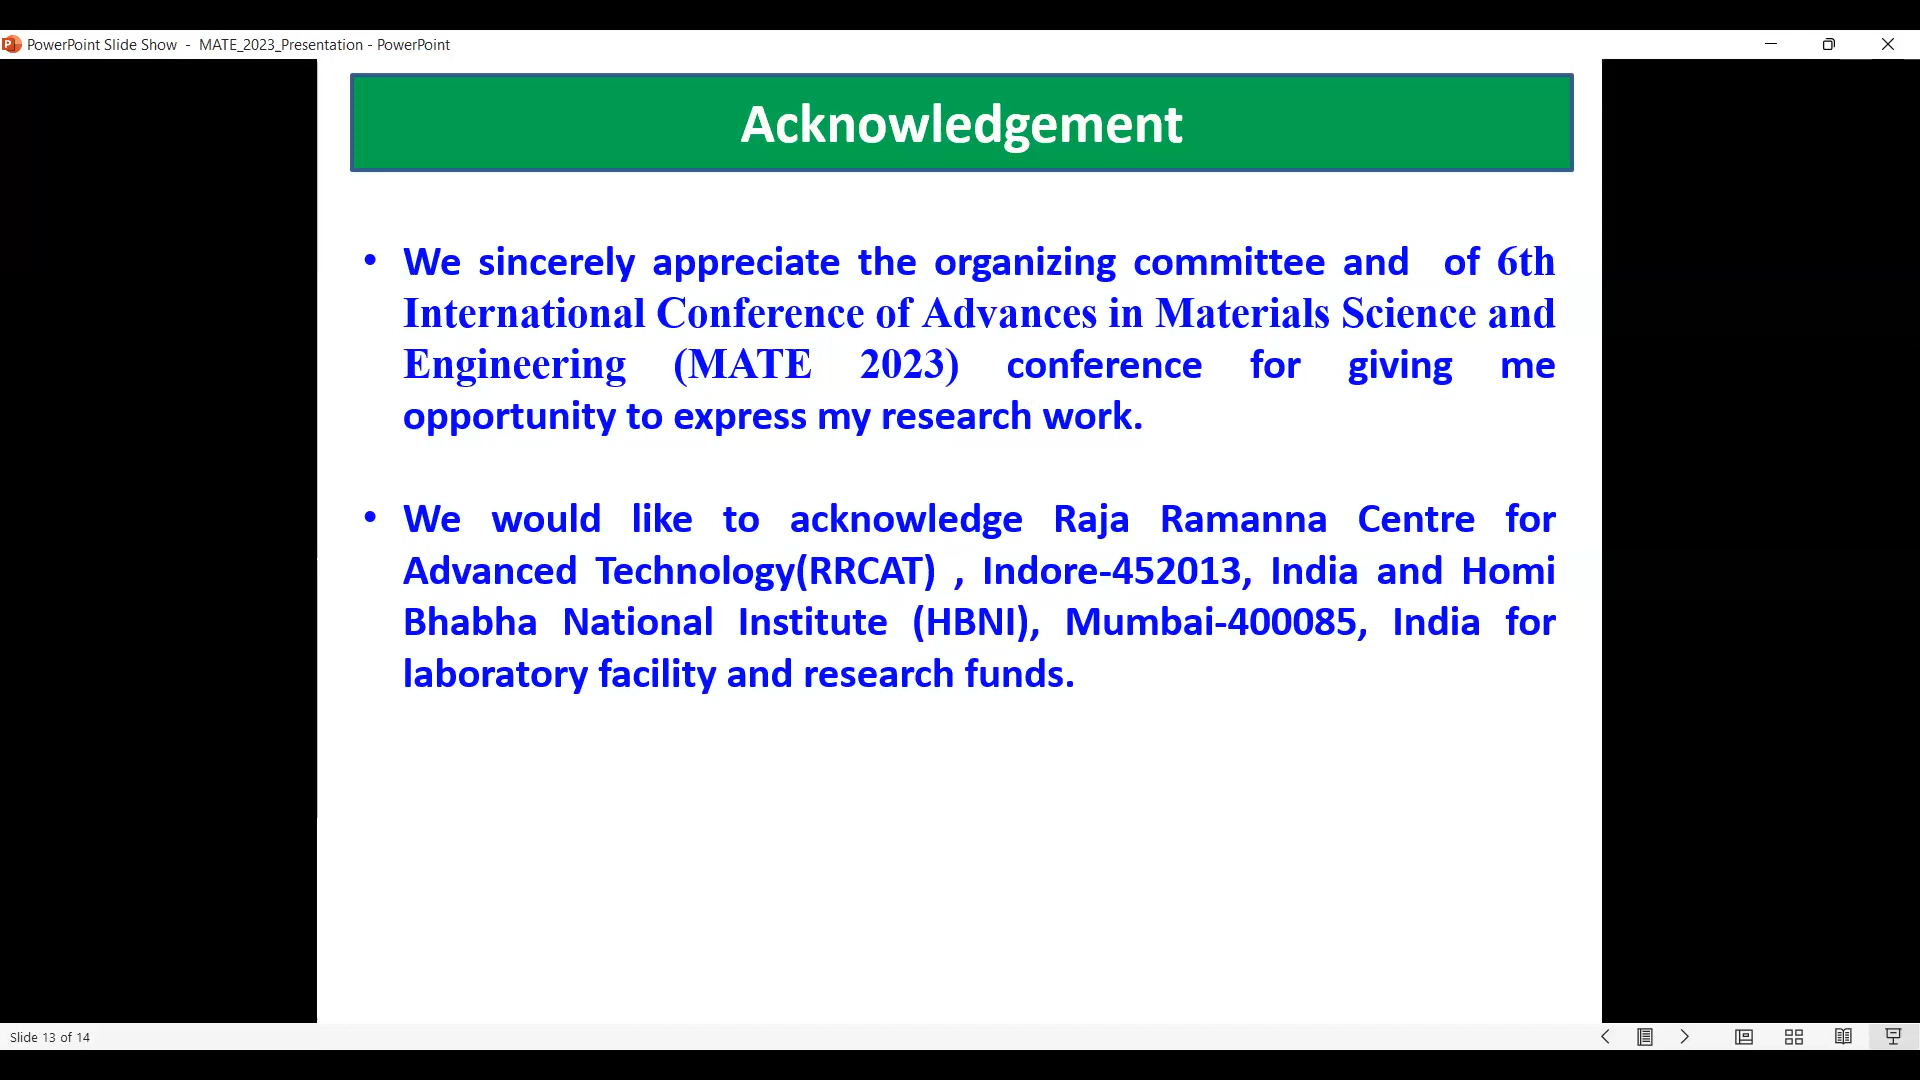 PowerPoint Slide Show - MATE_2023_Presentation - PowerPoint
Acknowledgement
• We sincerely appreciate the organizing committee and of 6th
International Conference of Advances in Materials Science and
Engineering (MATE 2023) conference for giving me
opportunity to express my research work.
• We would like to acknowledge Raja Ramanna Centre for
Advanced Technology(RRCAT) , Indore-452013, India and Homi
Bhabha National Institute (HBNI), Mumbai-400085, India for
laboratory facility and research funds.
Slide 13 of 14